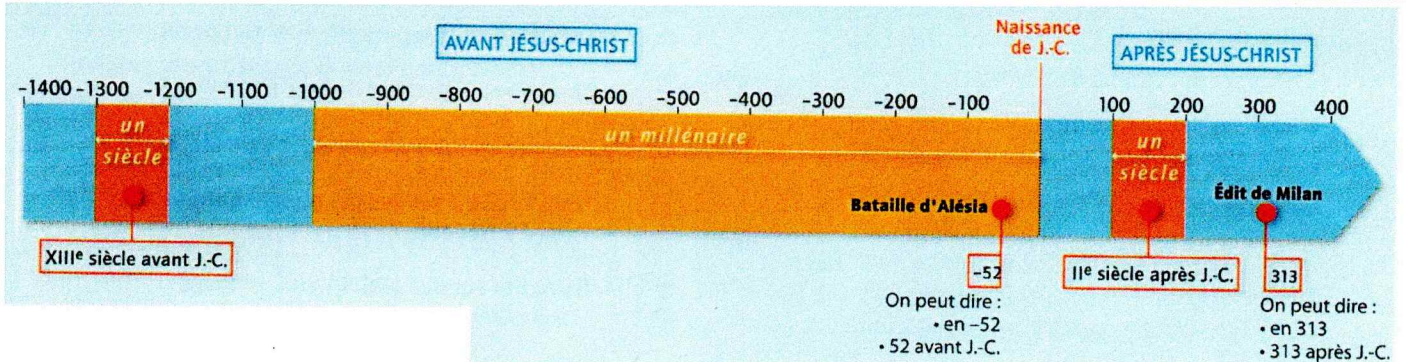 AVANT JÉSUS-CHRIST
Naissance
de J.-C.
APRÈS JÉSUS-CHRIST
-1400 -1300 -1200 -1100 -1000 -900 -800 -700 -600 -500 -400 -300 -200 -100 100 200 300 400
un
siècle
un millénaire
un
siècle
Bataille d'Alésia
Édit de Milan
XIIIe siècle avant J.-C.
-52
IIe siècle après J.-C.
313
On peut dire :
• en -52
• 52 avant J.-C.
On peut dire :
• en 313
• 313 après J.-C.